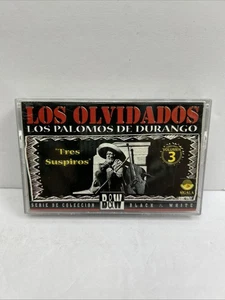 LOS OLVIDADOS
LOS PALOMOS DE DURANGO
"Tres
Suspiros"
3
B&W
SERIE DE COLECCION
BLACK & WHITE